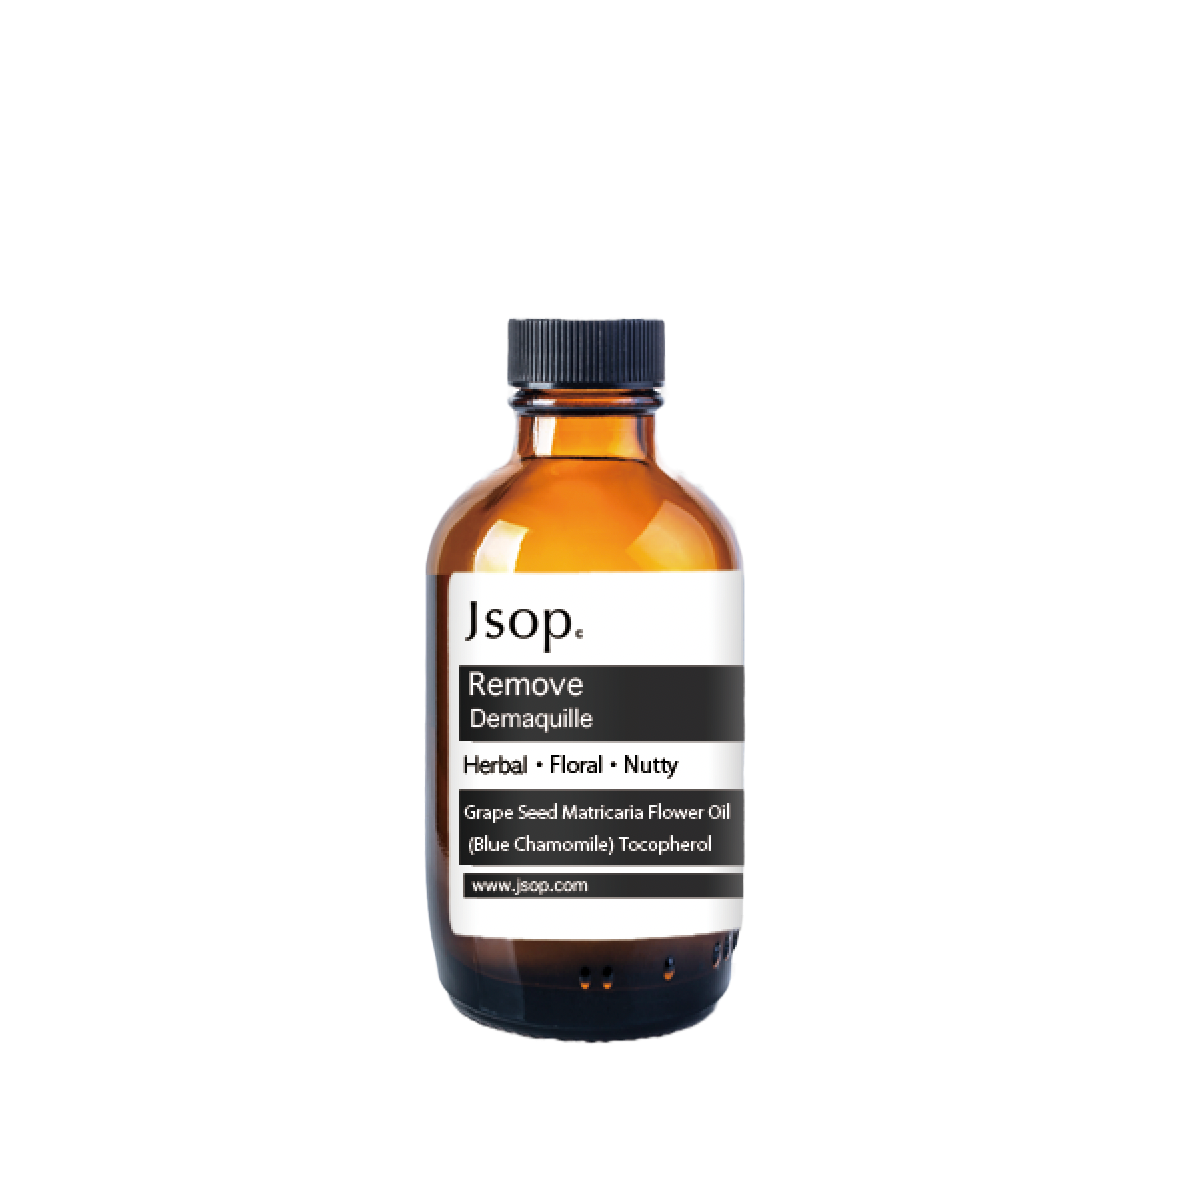 Jsop.c
Remove
Demaquille
Herbal • Floral • Nutty
Grape Seed Matricaria Flower Oil
(Blue Chamomile) Tocopherol
www.jsop.com